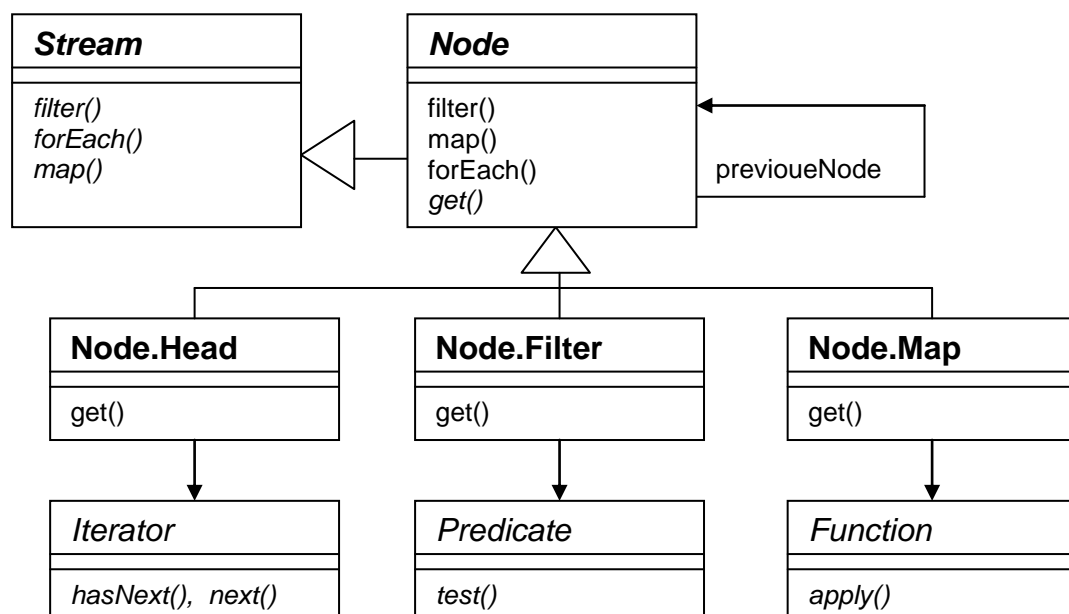 Stream
filter()
forEach()
map()
Node
filter()
map()
forEach()
get()
previoueNode
Node.Head
get()
Node.Filter
get()
Node.Map
get()
Iterator
hasNext(), next()
Predicate
test()
Function
apply()